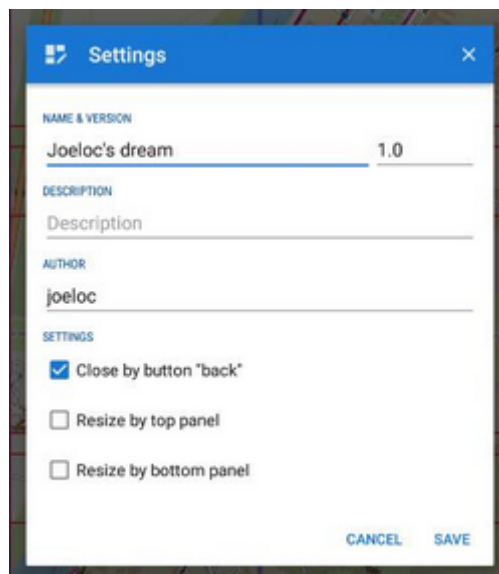 Settings
NAME & VERSION
Joeloc's dream 1.0
DESCRIPTION
Description
AUTHOR
joeloc
SETTINGS
Close by button "back"
Resize by top panel
Resize by bottom panel
CANCEL SAVE